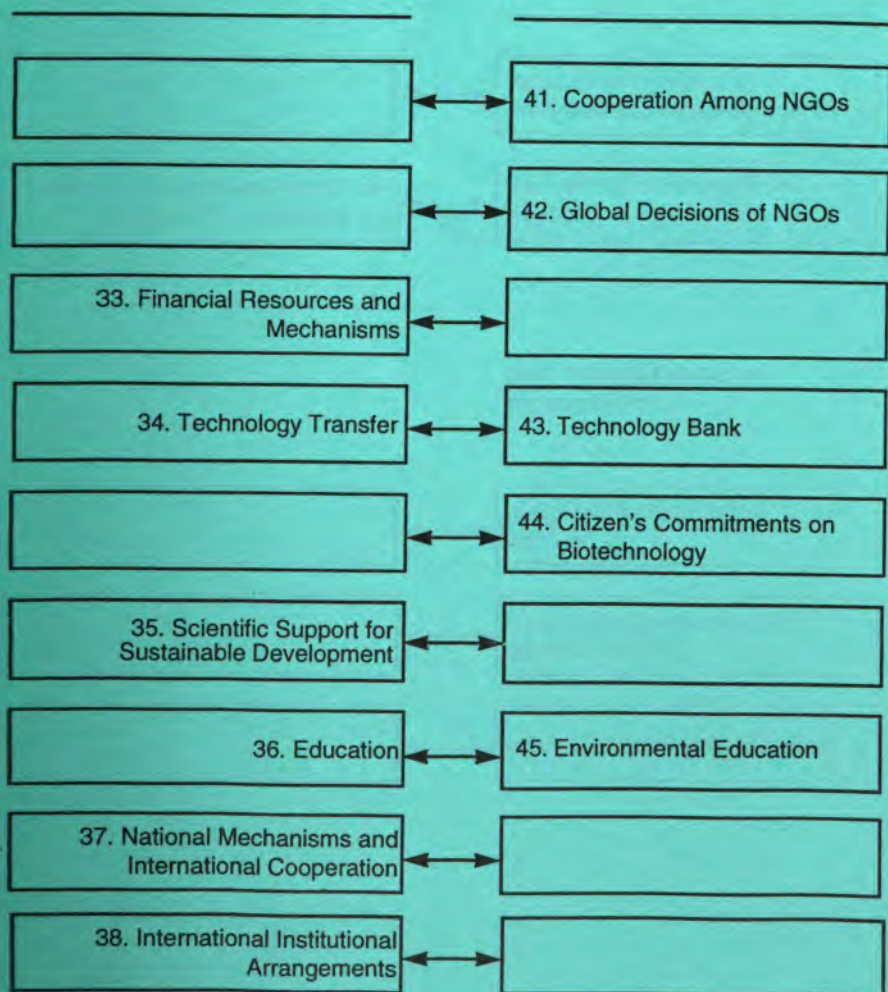 41. Cooperation Among NGOs
42. Global Decisions of NGOs
33. Financial Resources and
Mechanisms
34. Technology Transfer
43. Technology Bank
44. Citizen's Commitments on
Biotechnology
35. Scientific Support for
Sustainable Development
36. Education
45. Environmental Education
37. National Mechanisms and
International Cooperation
38. International Institutional
Arrangements